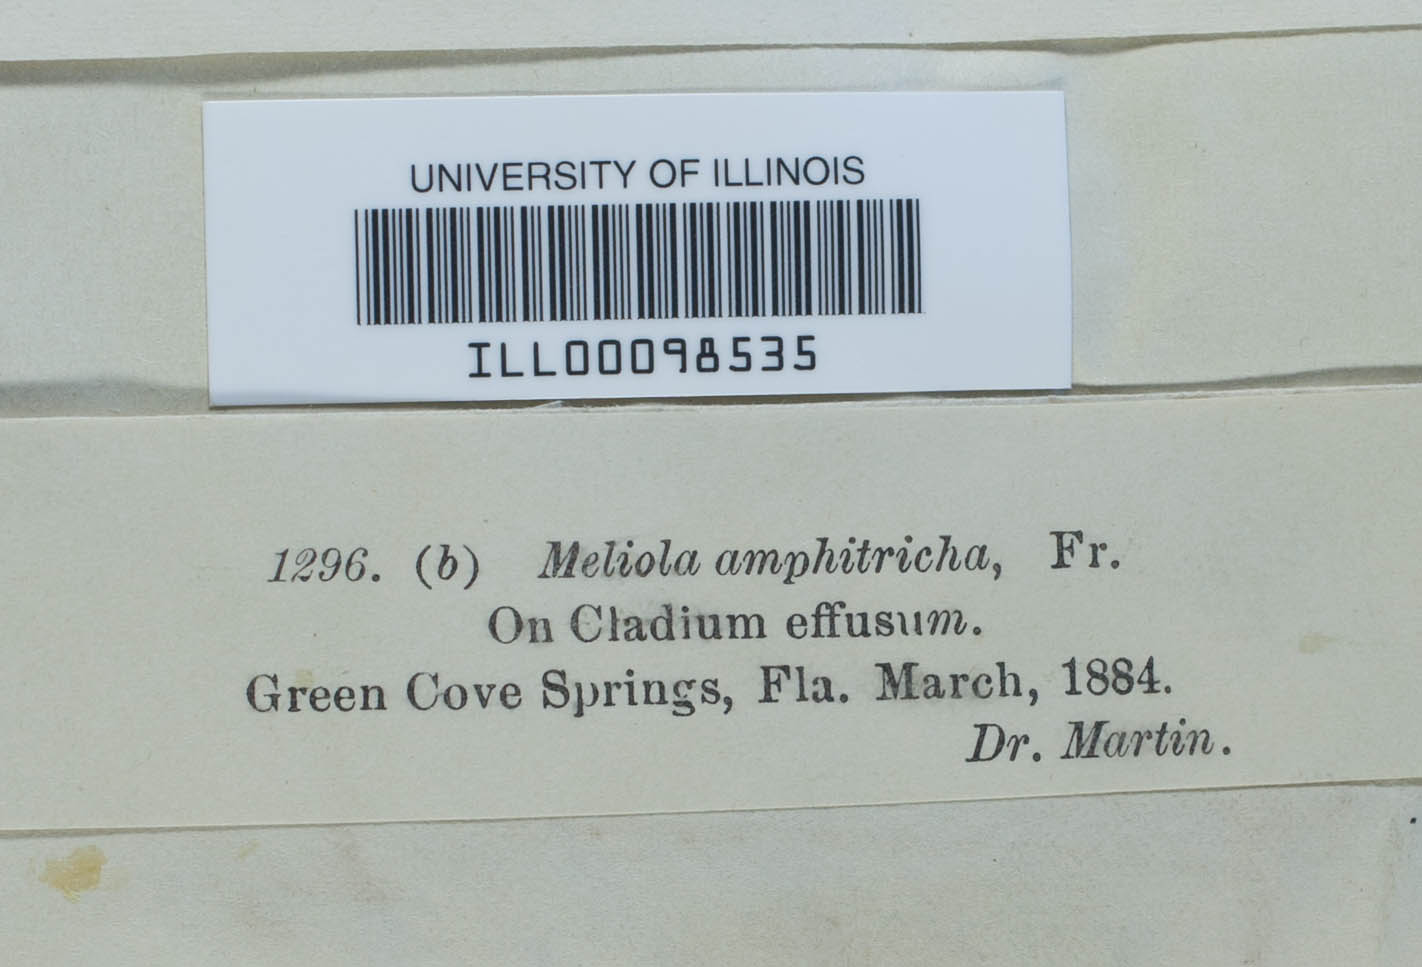 UNIVERSITY OF ILLINOIS
ILL00098535
1296. (b) Meliola amphitricha, Fr.
On Cladium effusum.
Green Cove Springs, Fla. March, 1884.
Dr. Martin.